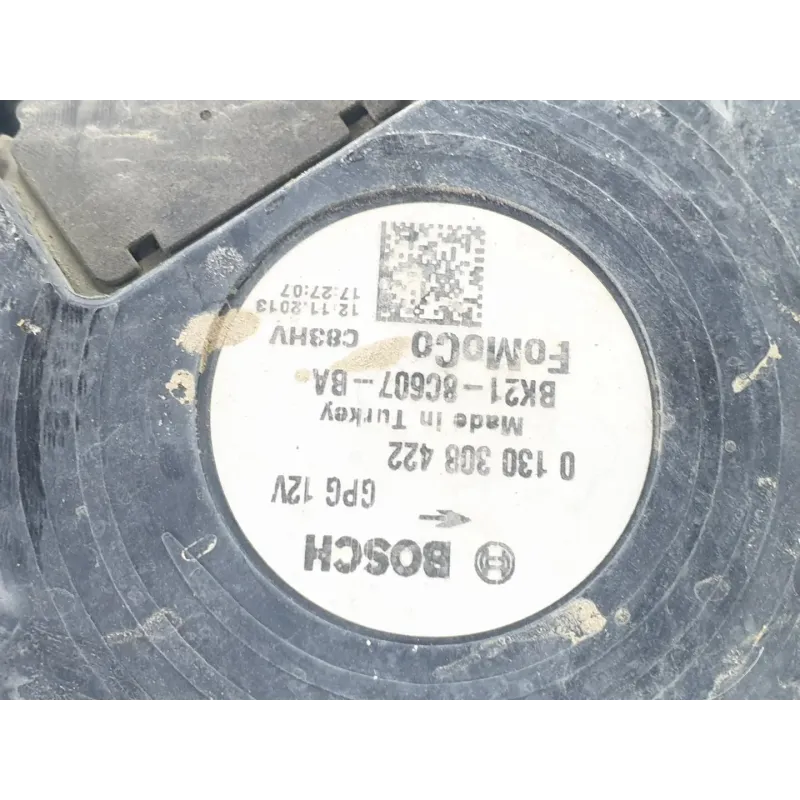 BOSCH
GPG 12V
0 130 308 422
Made in Turkey
BK21-8C607-BA
FoMoCo C83HV
12.11.2013
17:27:07